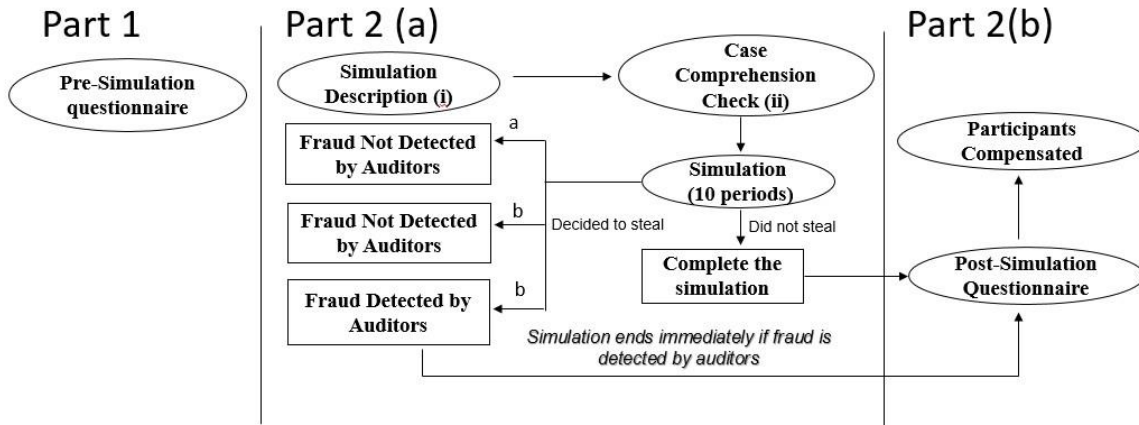 Part 1
Part 2 (a)
Part 2(b)
Pre-Simulation
questionnaire
Simulation
Description (i)
Case
Comprehension
Check (ii)
a
Fraud Not Detected
by Auditors
Participants
Compensated
Simulation
(10 periods)
b
Fraud Not Detected
by Auditors
Decided to steal
Did not steal
Complete the
simulation
Post-Simulation
Questionnaire
b
Fraud Detected by
Auditors
Simulation ends immediately if fraud is
detected by auditors